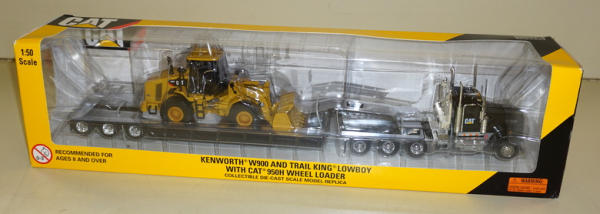 CAT
CAT
1:50
Scale
CAT
RECOMMENDED FOR
AGES 8 AND OVER
KENWORTH® W900 AND TRAIL KING® LOWBOY
WITH CAT® 950H WHEEL LOADER
COLLECTIBLE DIE-CAST SCALE MODEL REPLICA
WARNING